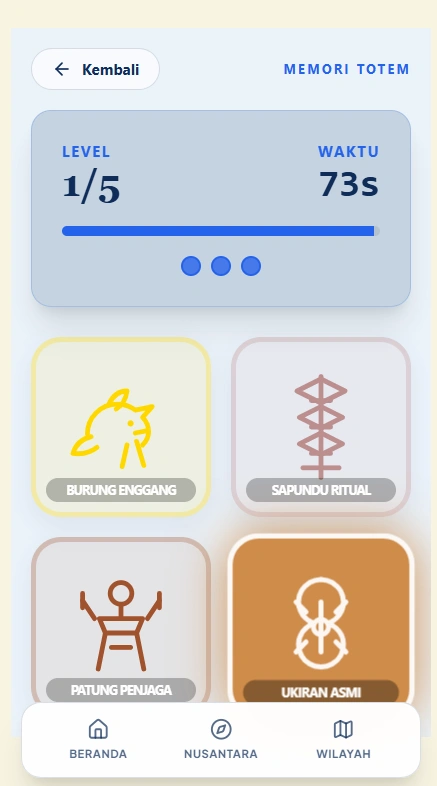 Kembali
MEMORI TOTEM
LEVEL
WAKTU
1/5
73s
BURUNG ENGGANG
SAPUNDU RITUAL
PATUNG PENJAGA
UKIRAN ASMI
BERANDA
NUSANTARA
WILAYAH